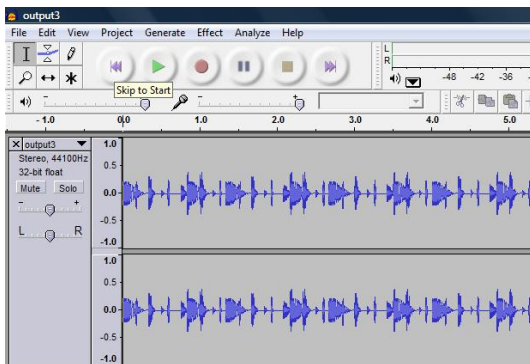 output3
File Edit View Project Generate Effect Analyze Help
L
R
-48 -42 -36
Skip to Start
- +
- +
- 1.0 0.0 1.0 2.0 3.0 4.0 5.0
output3
Stereo, 44100Hz
32-bit float
Mute Solo
- +
L R
1.0
0.5
0.0
-0.5
-1.0
1.0
0.5
0.0
-0.5
-1.0